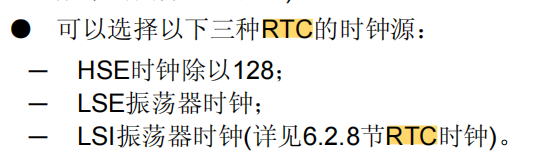 ● 可以选择以下三种RTC的时钟源：
— HSE时钟除以128；
— LSE振荡器时钟；
— LSI振荡器时钟(详见6.2.8节RTC时钟)。